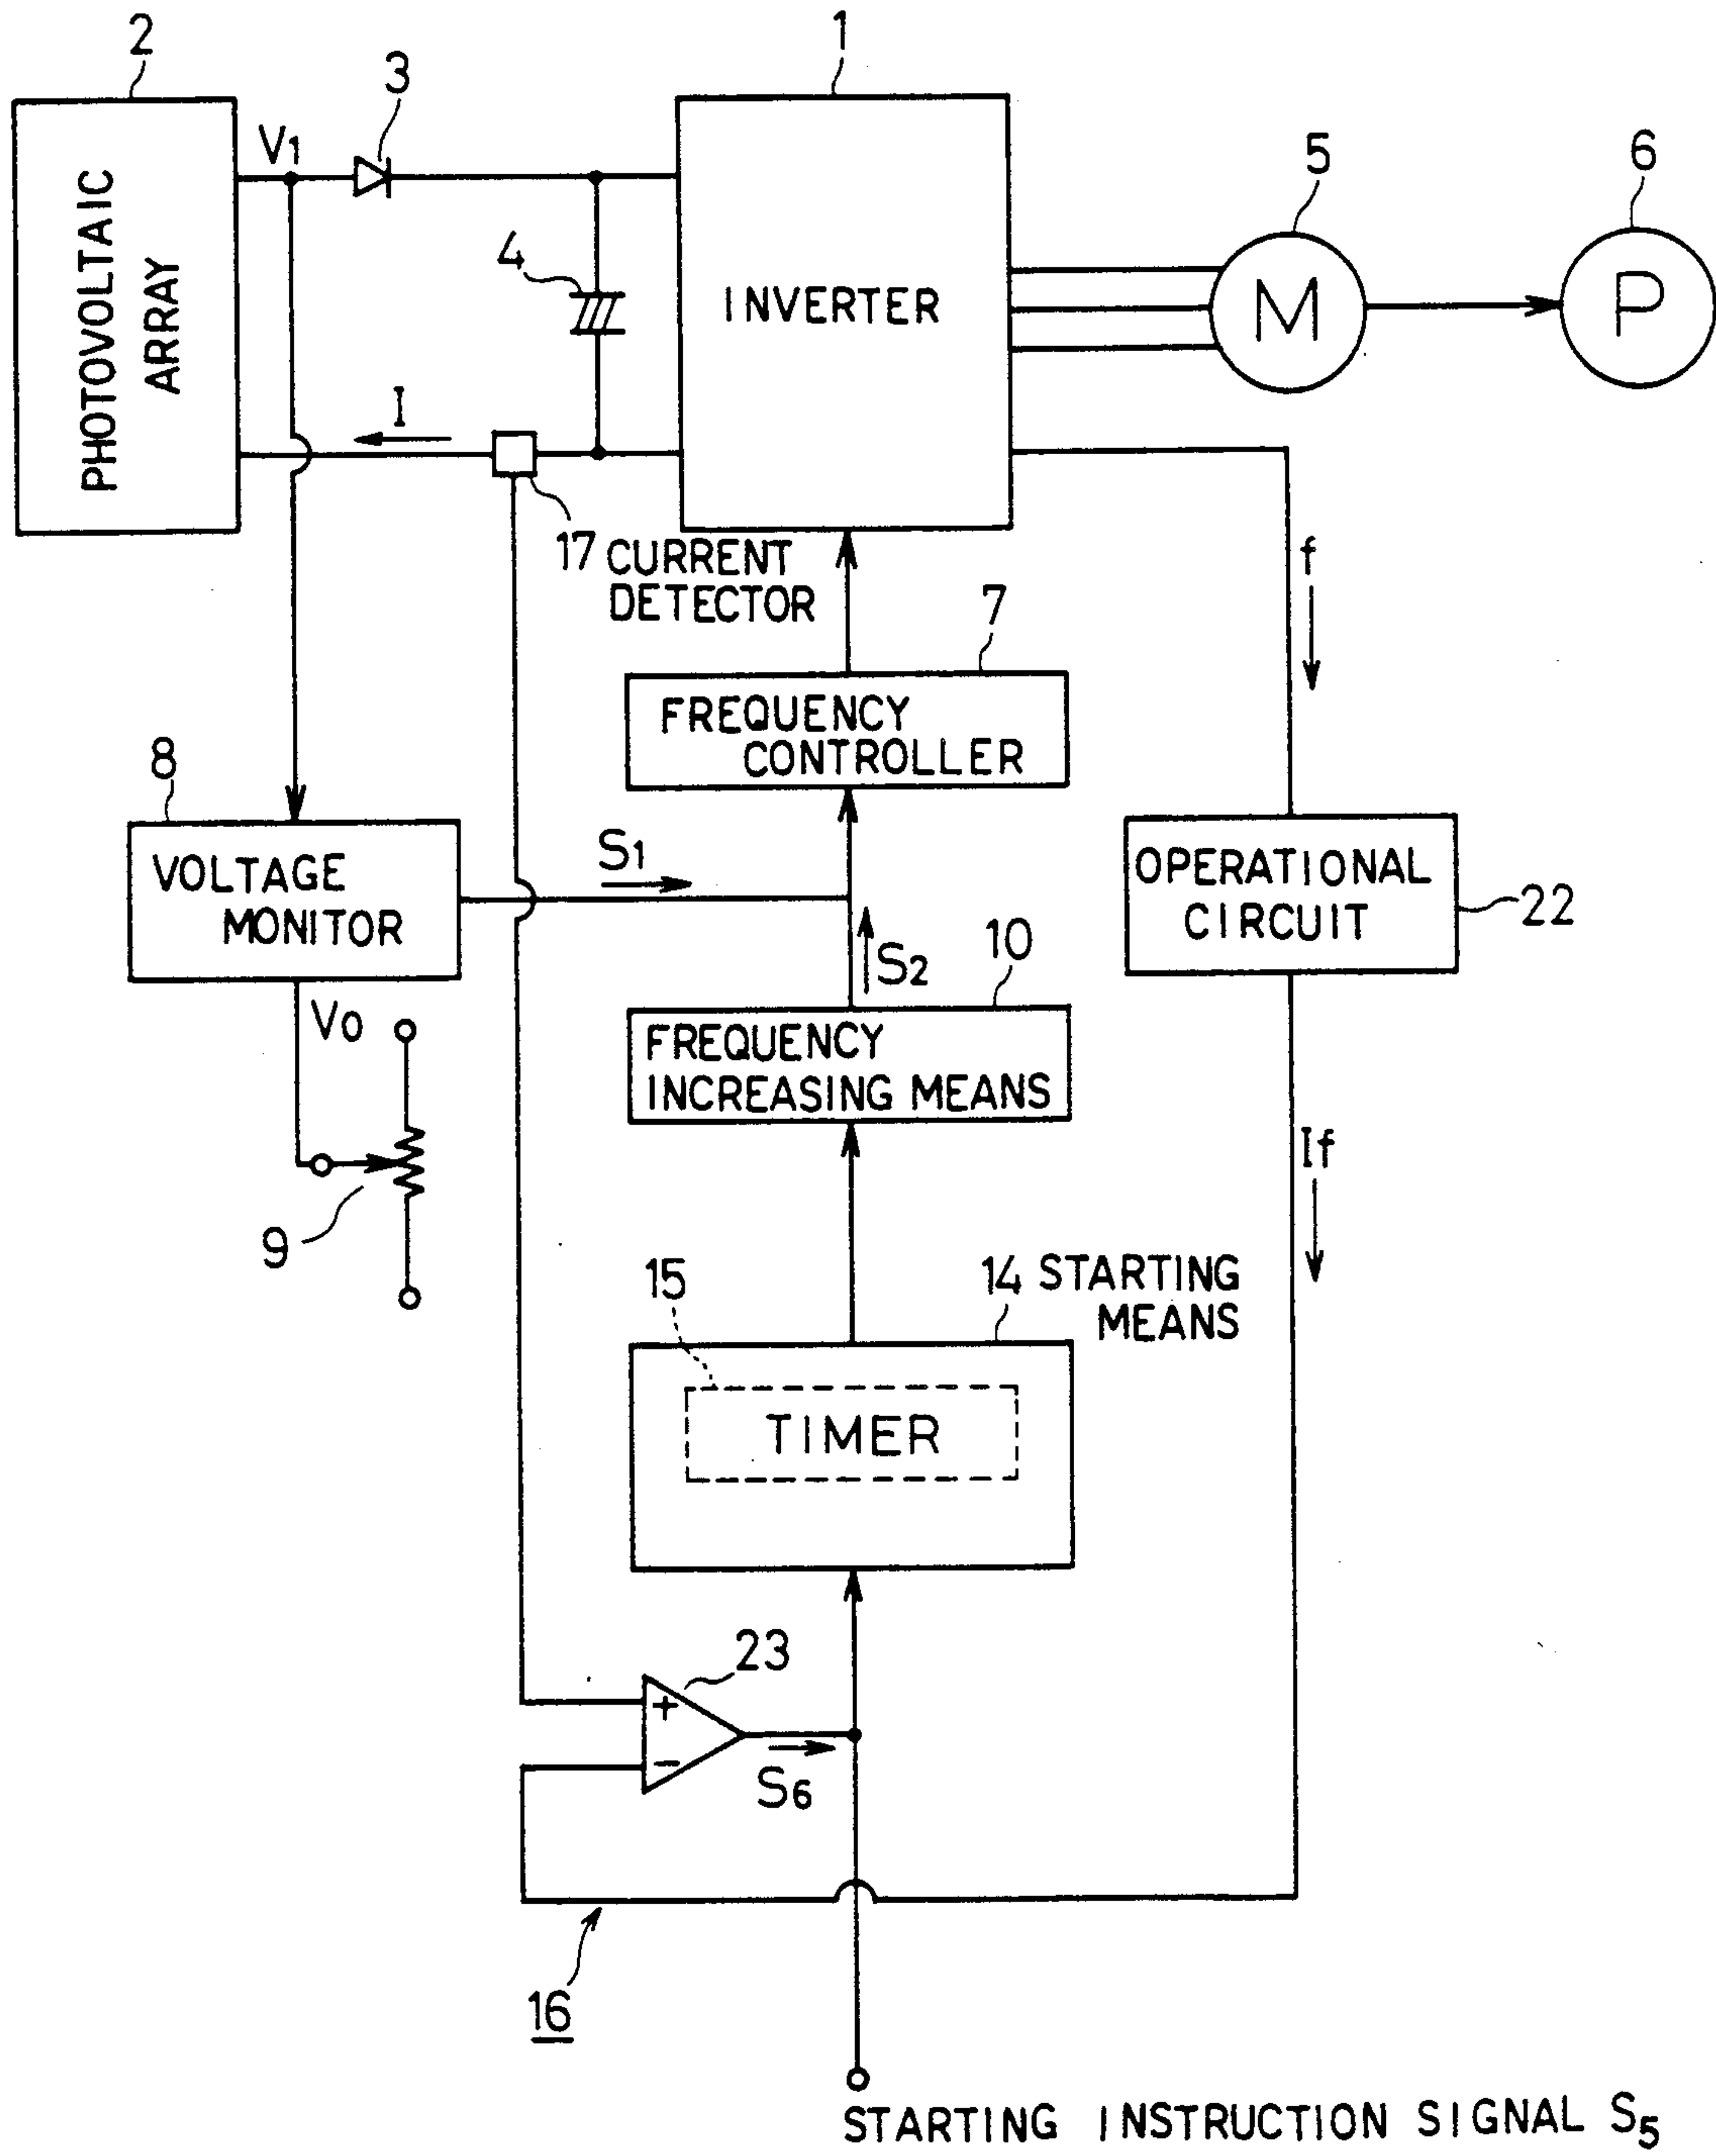 2
3
1
5
6
V1
PHOTOVOLTAIC
ARRAY
4
INVERTER
M
P
I
17 CURRENT
DETECTOR
f
7
FREQUENCY
CONTROLLER
8
VOLTAGE
MONITOR
S1
OPERATIONAL
CIRCUIT
22
S2
10
V0
FREQUENCY
INCREASING MEANS
If
9
15
14 STARTING
MEANS
TIMER
23
+
−
S6
16
STARTING INSTRUCTION SIGNAL S5